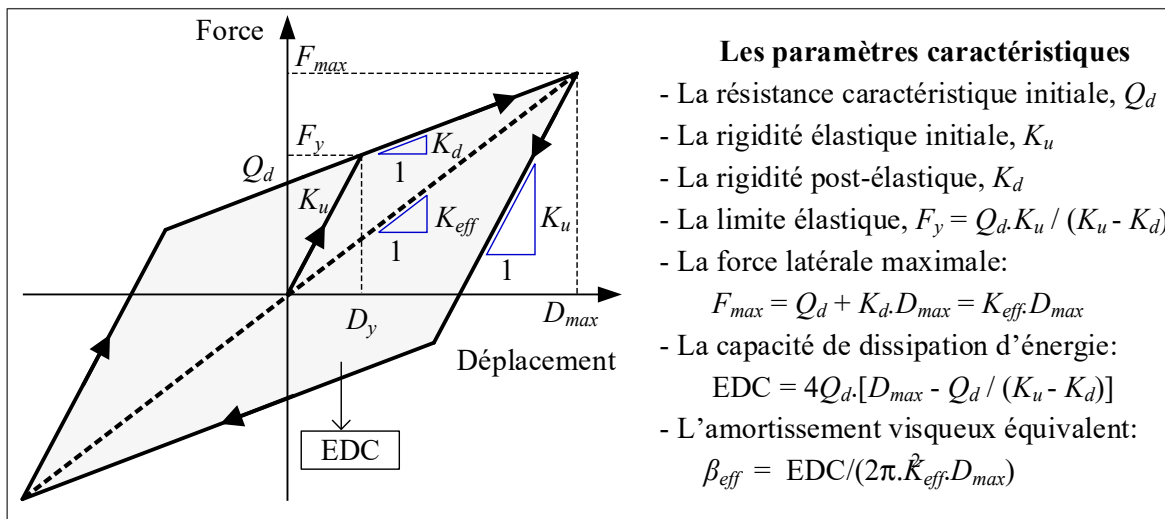 Force
F_max
F_y
Q_d
K_d
1
K_u
K_eff
1
K_u
1
D_y
D_max
Déplacement
EDC
Les paramètres caractéristiques
- La résistance caractéristique initiale, Q_d
- La rigidité élastique initiale, K_u
- La rigidité post-élastique, K_d
- La limite élastique, F_y = Q_d.K_u / (K_u - K_d)
- La force latérale maximale:
F_max = Q_d + K_d.D_max = K_eff.D_max
- La capacité de dissipation d'énergie:
EDC = 4Q_d.[D_max - Q_d / (K_u - K_d)]
- L'amortissement visqueux équivalent:
β_eff = EDC/(2π.K²_eff.D_max)